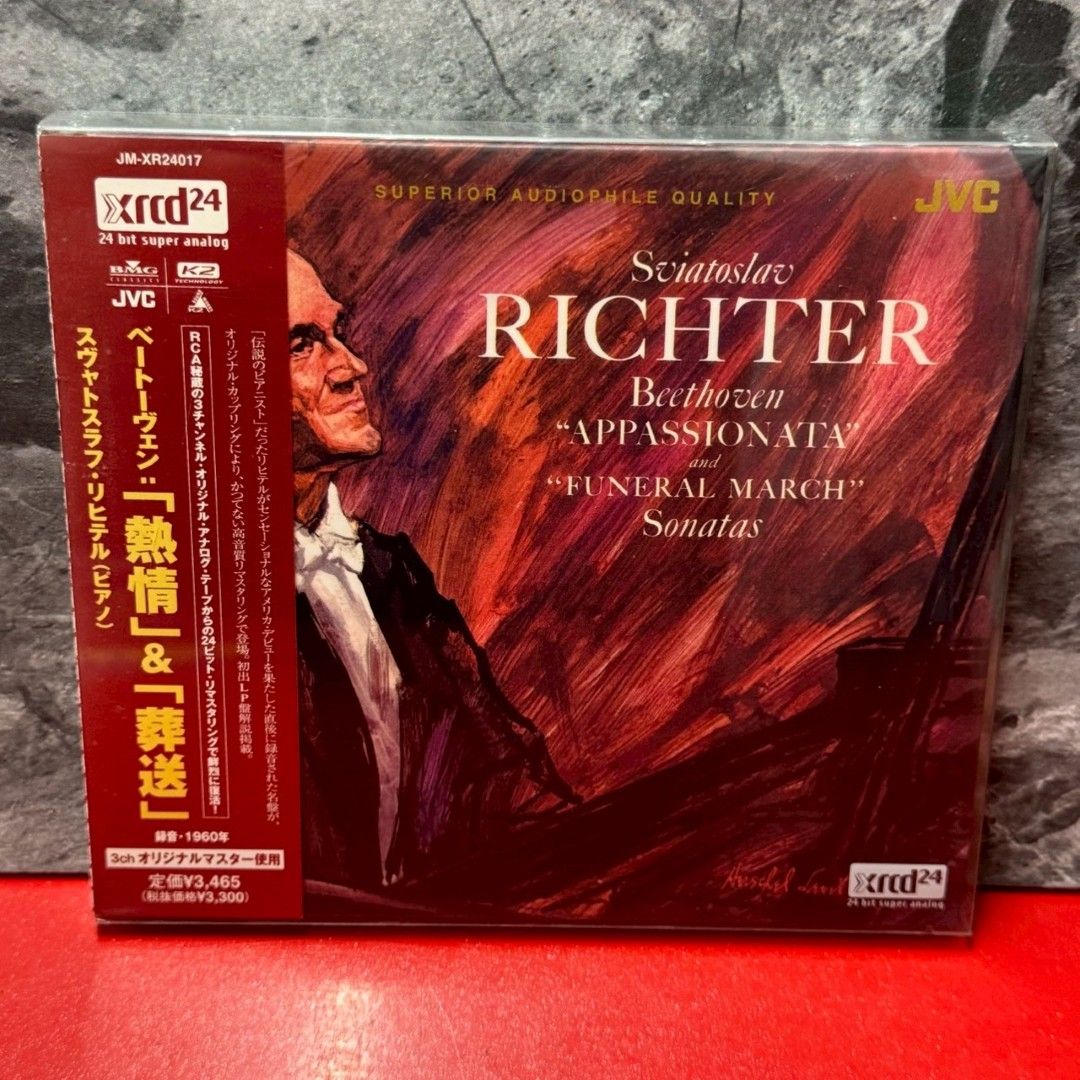 JM-XR24017
xrcd24
24 bit super analog
BMG
CLASSICS
K2
TECHNOLOGY
JVC
ベートーヴェン:「熱情」&「葬送」
スヴャトスラフ・リヒテル(ピアノ)
RCA秘蔵の3チャンネル・オリジナル・アナログ・テープからの24ビット・リマスタリングで鮮烈に復活!
「伝説のピアニスト」だったリヒテルがセンセーショナルなアメリカ・デビューを果たした直後に録音された名盤が、
オリジナル・カップリングにより、かつてない高音質リマスタリングで登場。初出LP盤解説掲載。
録音・1960年
3ch オリジナルマスター使用
定価¥3,465
(税抜価格¥3,300)
SUPERIOR AUDIOPHILE QUALITY
JVC
Sviatoslav
RICHTER
Beethoven
“APPASSIONATA”
and
“FUNERAL MARCH”
Sonatas
Herschel
xrcd24
24 bit super analog